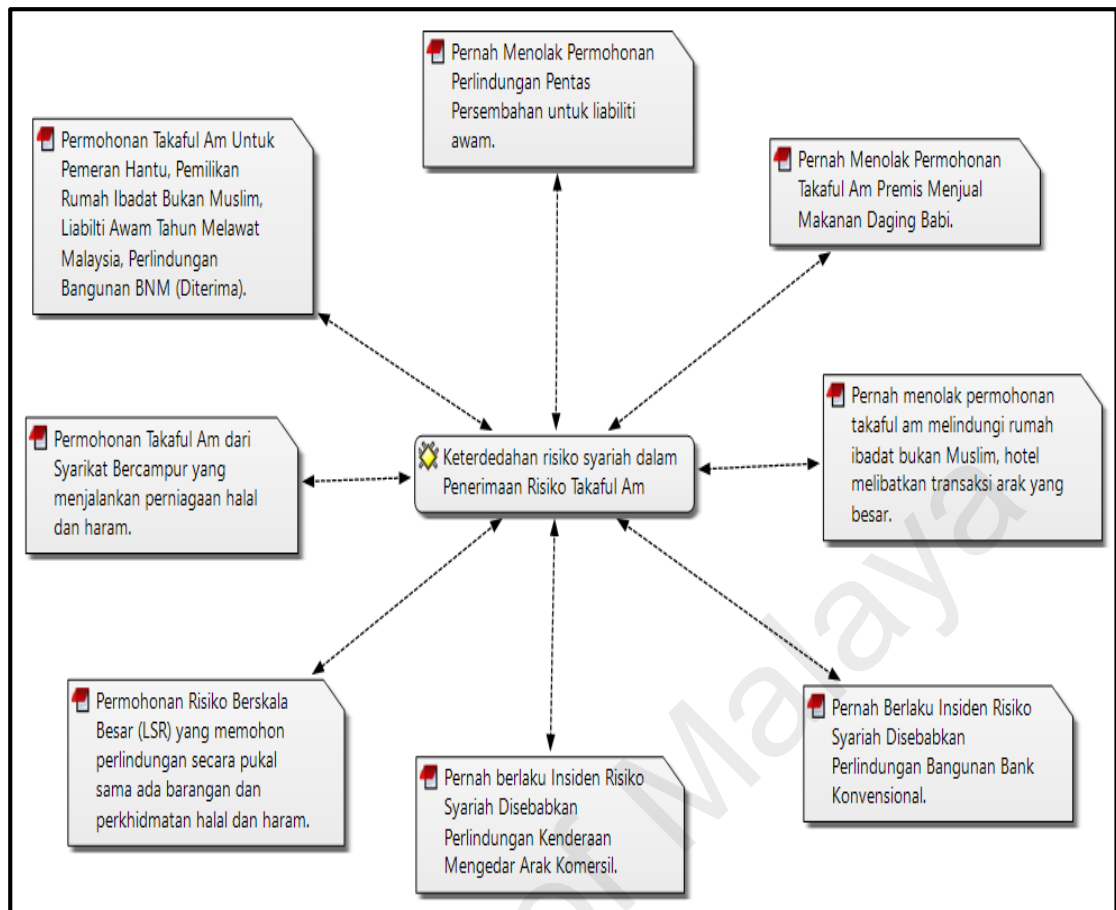 Pernah Menolak Permohonan
Perlindungan Pentas
Persembahan untuk liabiliti
awam.
Permohonan Takaful Am Untuk
Pemeran Hantu, Pemilikan
Rumah Ibadat Bukan Muslim,
Liabilti Awam Tahun Melawat
Malaysia, Perlindungan
Bangunan BNM (Diterima).
Pernah Menolak Permohonan
Takaful Am Premis Menjual
Makanan Daging Babi.
Permohonan Takaful Am dari
Syarikat Bercampur yang
menjalankan perniagaan halal
dan haram.
Keterdedahan risiko syariah dalam
Penerimaan Risiko Takaful Am
Pernah menolak permohonan
takaful am melindungi rumah
ibadat bukan Muslim, hotel
melibatkan transaksi arak yang
besar.
Permohonan Risiko Berskala
Besar (LSR) yang memohon
perlindungan secara pukal
sama ada barangan dan
perkhidmatan halal dan haram.
Pernah berlaku Insiden Risiko
Syariah Disebabkan
Perlindungan Kenderaan
Mengedar Arak Komersil.
Pernah Berlaku Insiden Risiko
Syariah Disebabkan
Perlindungan Bangunan Bank
Konvensional.
of Malaya